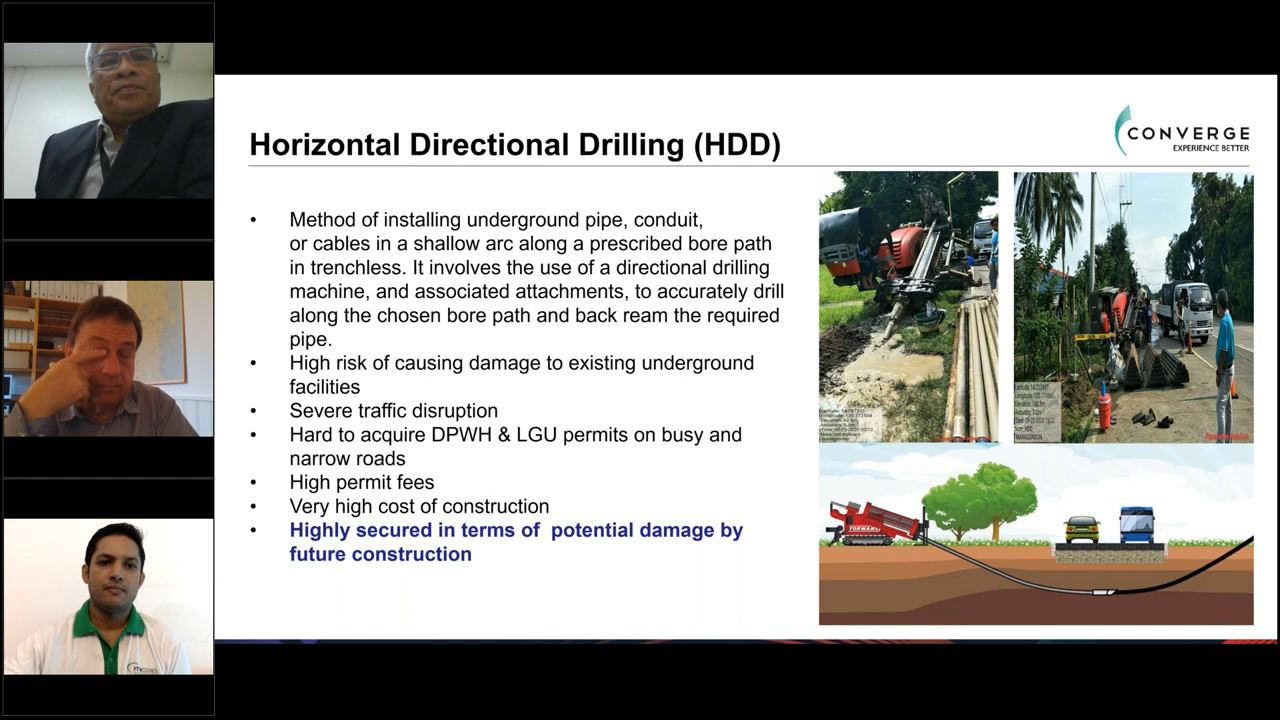 Horizontal Directional Drilling (HDD)
CONVERGE
EXPERIENCE BETTER
• Method of installing underground pipe, conduit,
or cables in a shallow arc along a prescribed bore path
in trenchless. It involves the use of a directional drilling
machine, and associated attachments, to accurately drill
along the chosen bore path and back ream the required
pipe.
• High risk of causing damage to existing underground
facilities
• Severe traffic disruption
• Hard to acquire DPWH & LGU permits on busy and
narrow roads
• High permit fees
• Very high cost of construction
• Highly secured in terms of  potential damage by
future construction
HDD
MARAGONDON
FORWARD